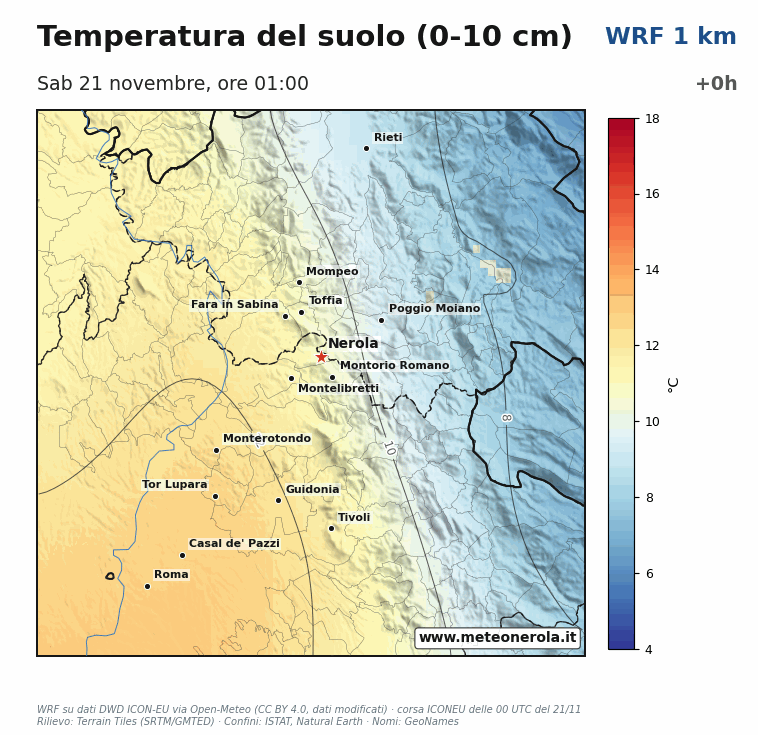 Temperatura del suolo (0-10 cm)
WRF 1 km
Sab 21 novembre, ore 01:00
+0h
Rieti
Mompeo
Toffia
Fara in Sabina
Poggio Moiano
Nerola
Montorio Romano
Montelibretti
Monterotondo
Tor Lupara
Guidonia
Tivoli
Casal de' Pazzi
Roma
8
10
www.meteonerola.it
18
16
14
12
10
8
6
4
°C
WRF su dati DWD ICON-EU via Open-Meteo (CC BY 4.0, dati modificati) · corsa ICONEU delle 00 UTC del 21/11
Rilievo: Terrain Tiles (SRTM/GMTED) · Confini: ISTAT, Natural Earth · Nomi: GeoNames